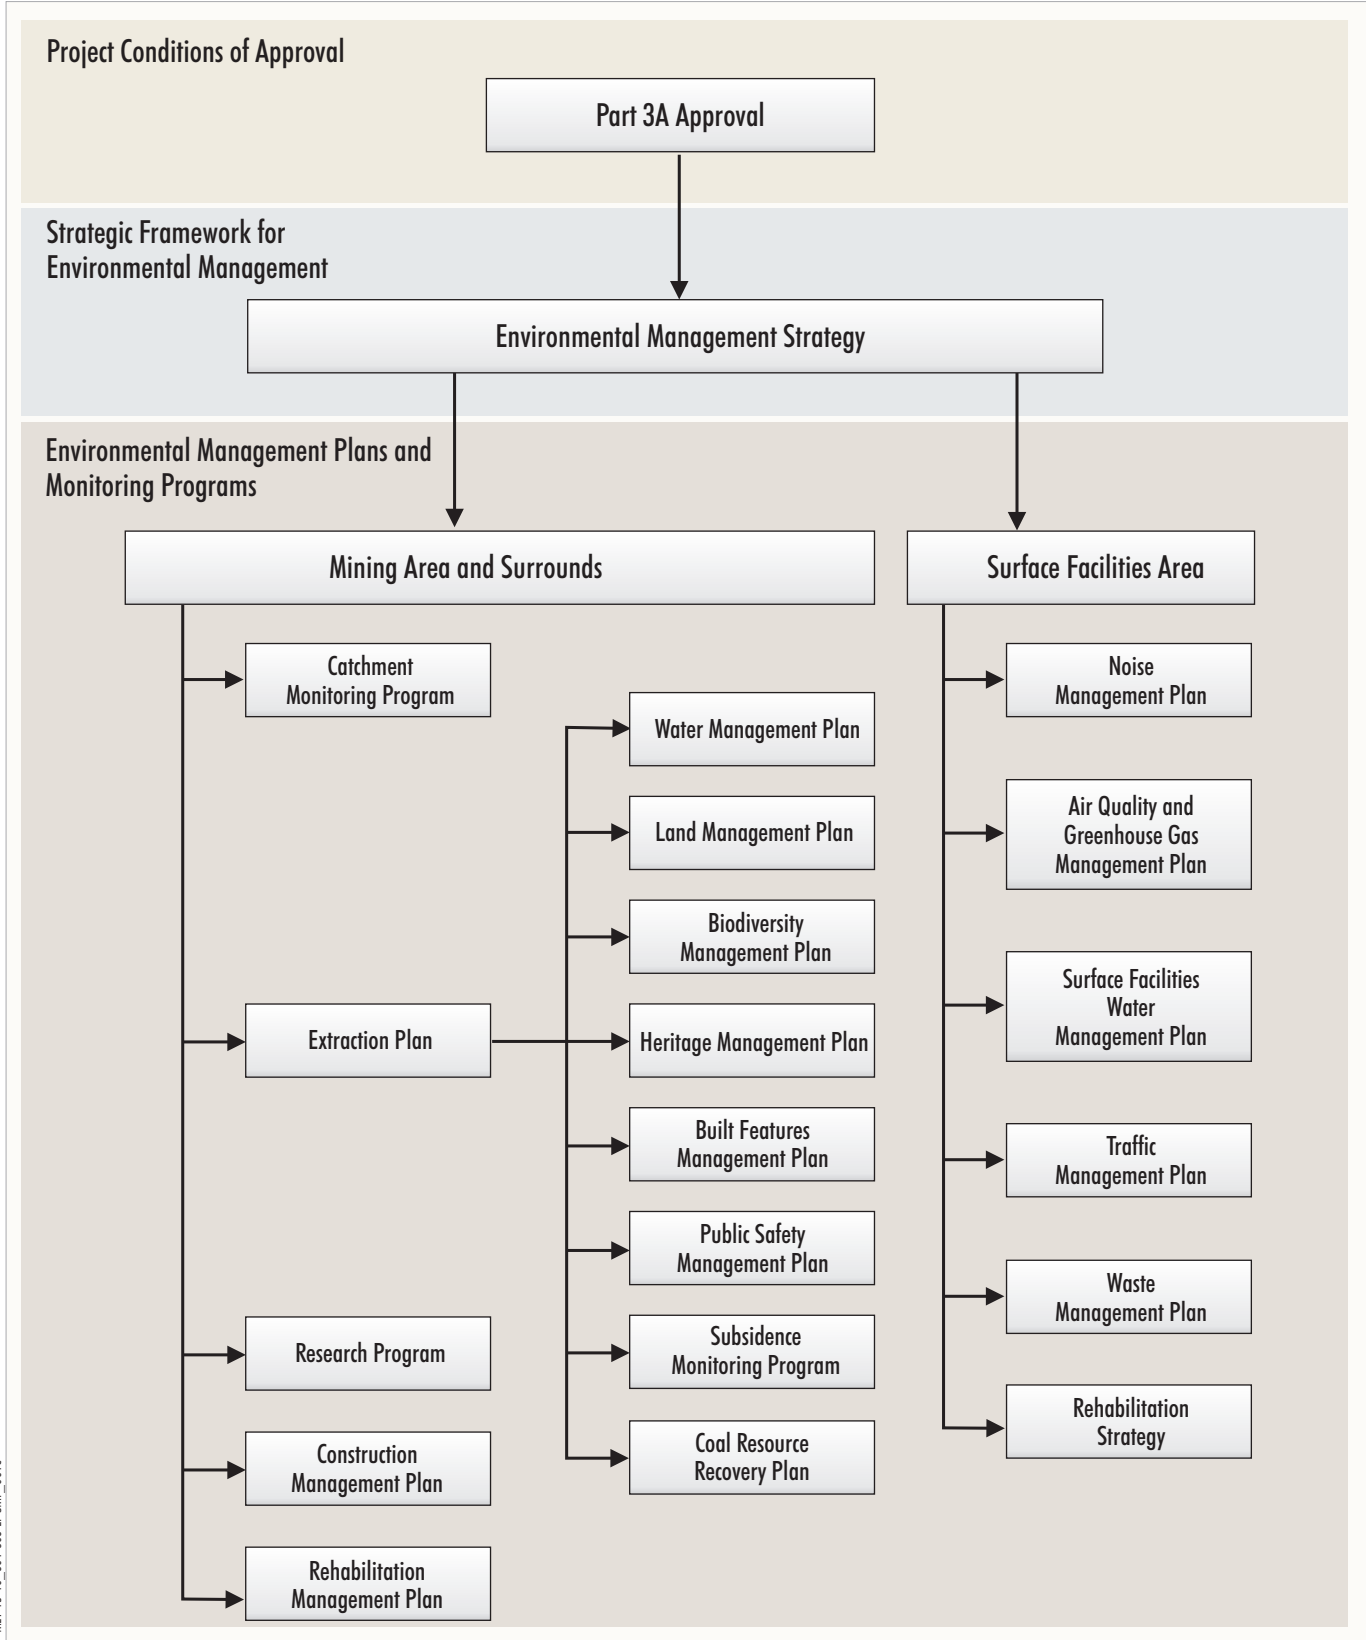 Project Conditions of Approval
Part 3A Approval
Strategic Framework for
Environmental Management
Environmental Management Strategy
Environmental Management Plans and
Monitoring Programs
Mining Area and Surrounds
Catchment
Monitoring Program
Extraction Plan
Research Program
Construction
Management Plan
Rehabilitation
Management Plan
Water Management Plan
Land Management Plan
Biodiversity
Management Plan
Heritage Management Plan
Built Features
Management Plan
Public Safety
Management Plan
Subsidence
Monitoring Program
Coal Resource
Recovery Plan
Surface Facilities Area
Noise
Management Plan
Air Quality and
Greenhouse Gas
Management Plan
Surface Facilities
Water
Management Plan
Traffic
Management Plan
Waste
Management Plan
Rehabilitation
Strategy